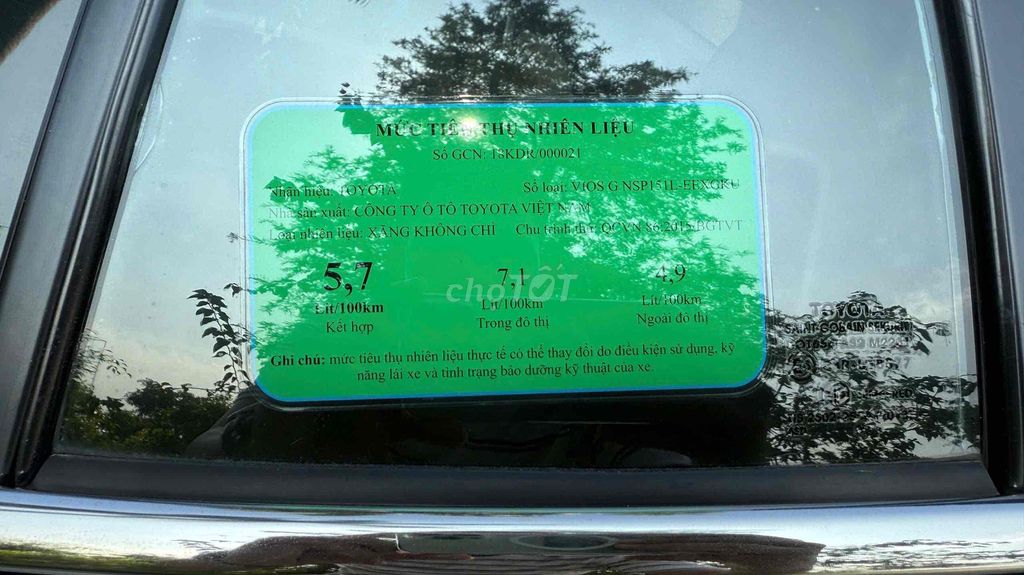 MỨC TIÊU THỤ NHIÊN LIỆU
Số GCN: 18KDR/000021
Nhãn hiệu: TOYOTA Số loại: VIOS G NSP151L-EEXGKU
Nhà sản xuất: CÔNG TY Ô TÔ TOYOTA VIỆT NAM
Loại nhiên liệu: XĂNG KHÔNG CHÌ Chu trình thử: QCVN 86:2015/BGTVT
5,7 7,1 4,9
Lít/100km Lít/100km Lít/100km
Kết hợp Trong đô thị Ngoài đô thị
Ghi chú: mức tiêu thụ nhiên liệu thực tế có thể thay đổi do điều kiện sử dụng, kỹ
năng lái xe và tình trạng bảo dưỡng kỹ thuật của xe.
chợTỐT
TOYOTA
SAINT-GOBAIN SEKURIT